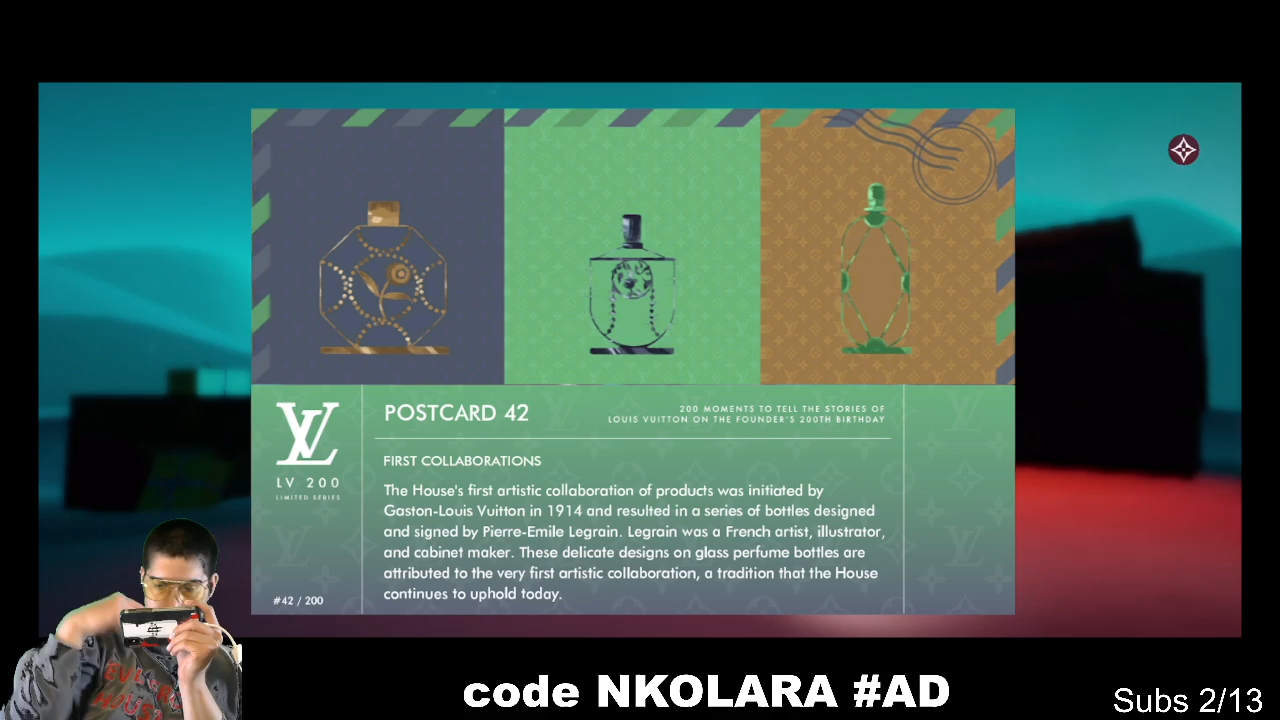 POSTCARD 42
200 MOMENTS TO TELL THE STORIES OF
LOUIS VUITTON ON THE FOUNDER'S 200TH BIRTHDAY
LV
LV 200
LIMITED SERIES
#42 / 200
FIRST COLLABORATIONS
The House's first artistic collaboration of products was initiated by
Gaston-Louis Vuitton in 1914 and resulted in a series of bottles designed
and signed by Pierre-Emile Legrain. Legrain was a French artist, illustrator,
and cabinet maker. These delicate designs on glass perfume bottles are
attributed to the very first artistic collaboration, a tradition that the House
continues to uphold today.
code NKOLARA #AD
Subs 2/13